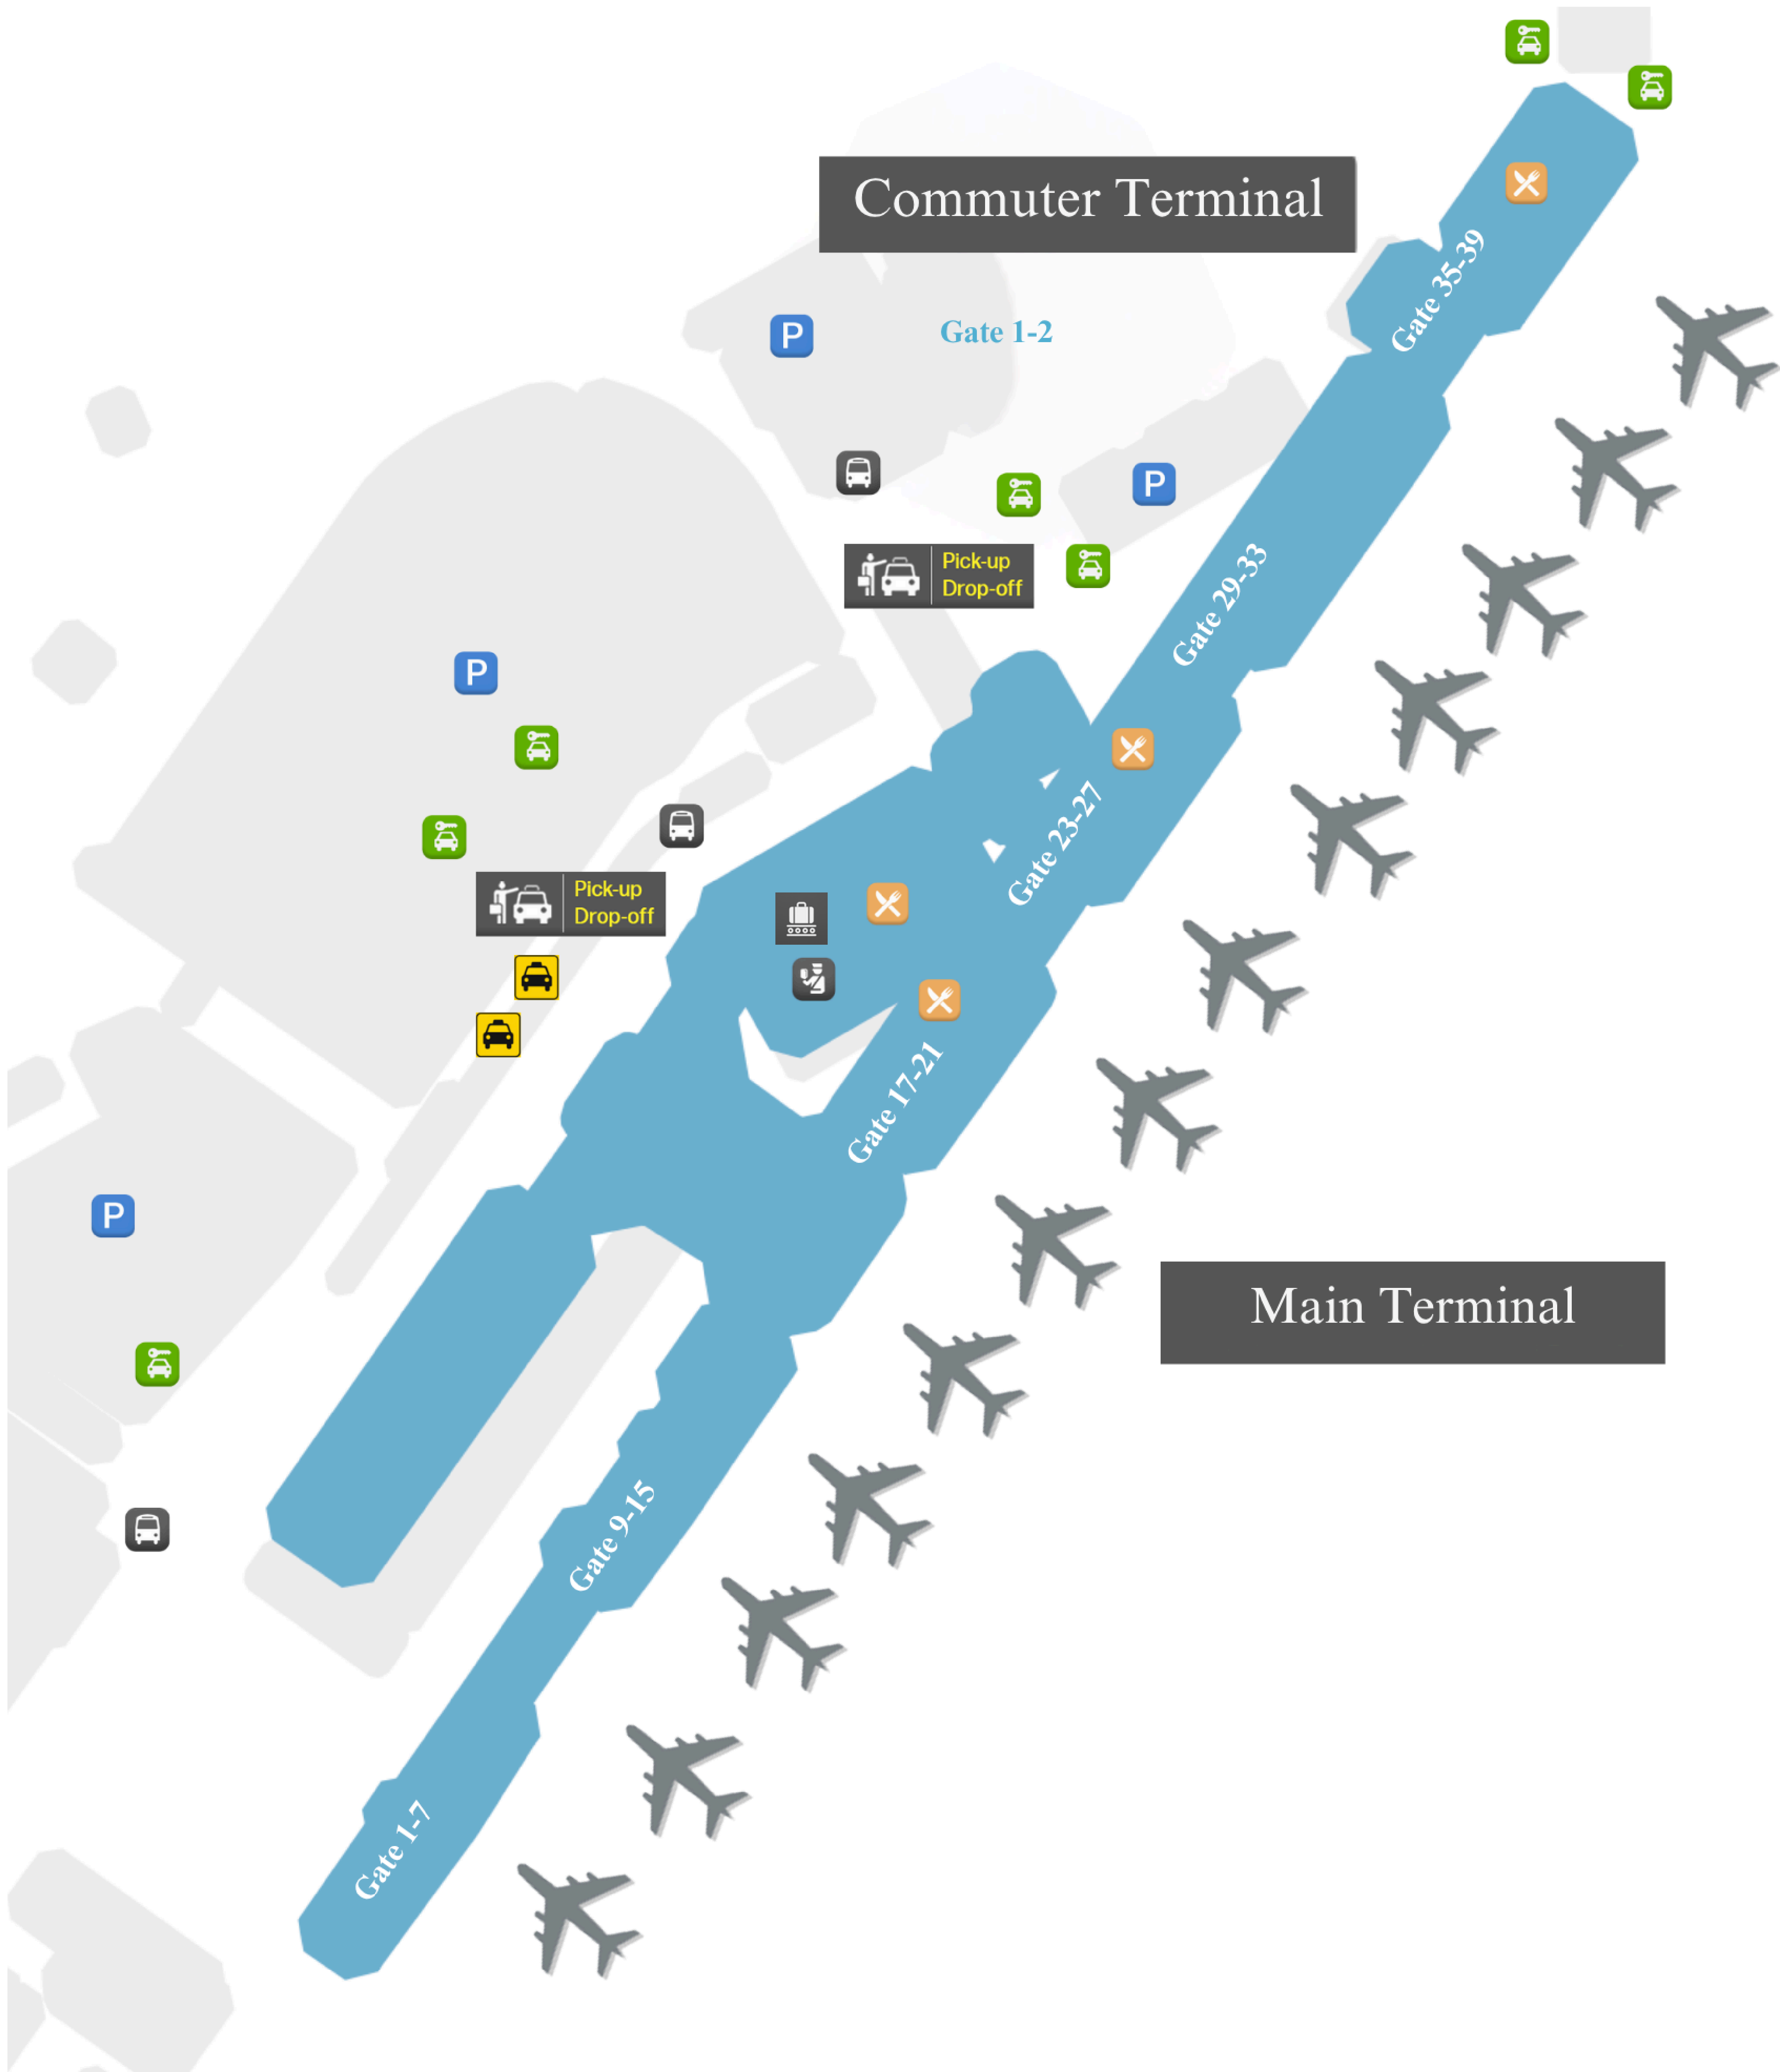 Commuter Terminal
Gate 35-39
Gate 1-2
P
P
Pick-up
Drop-off
Gate 29-33
P
Gate 23-27
Pick-up
Drop-off
Gate 17-21
P
Main Terminal
Gate 9-15
Gate 1-7